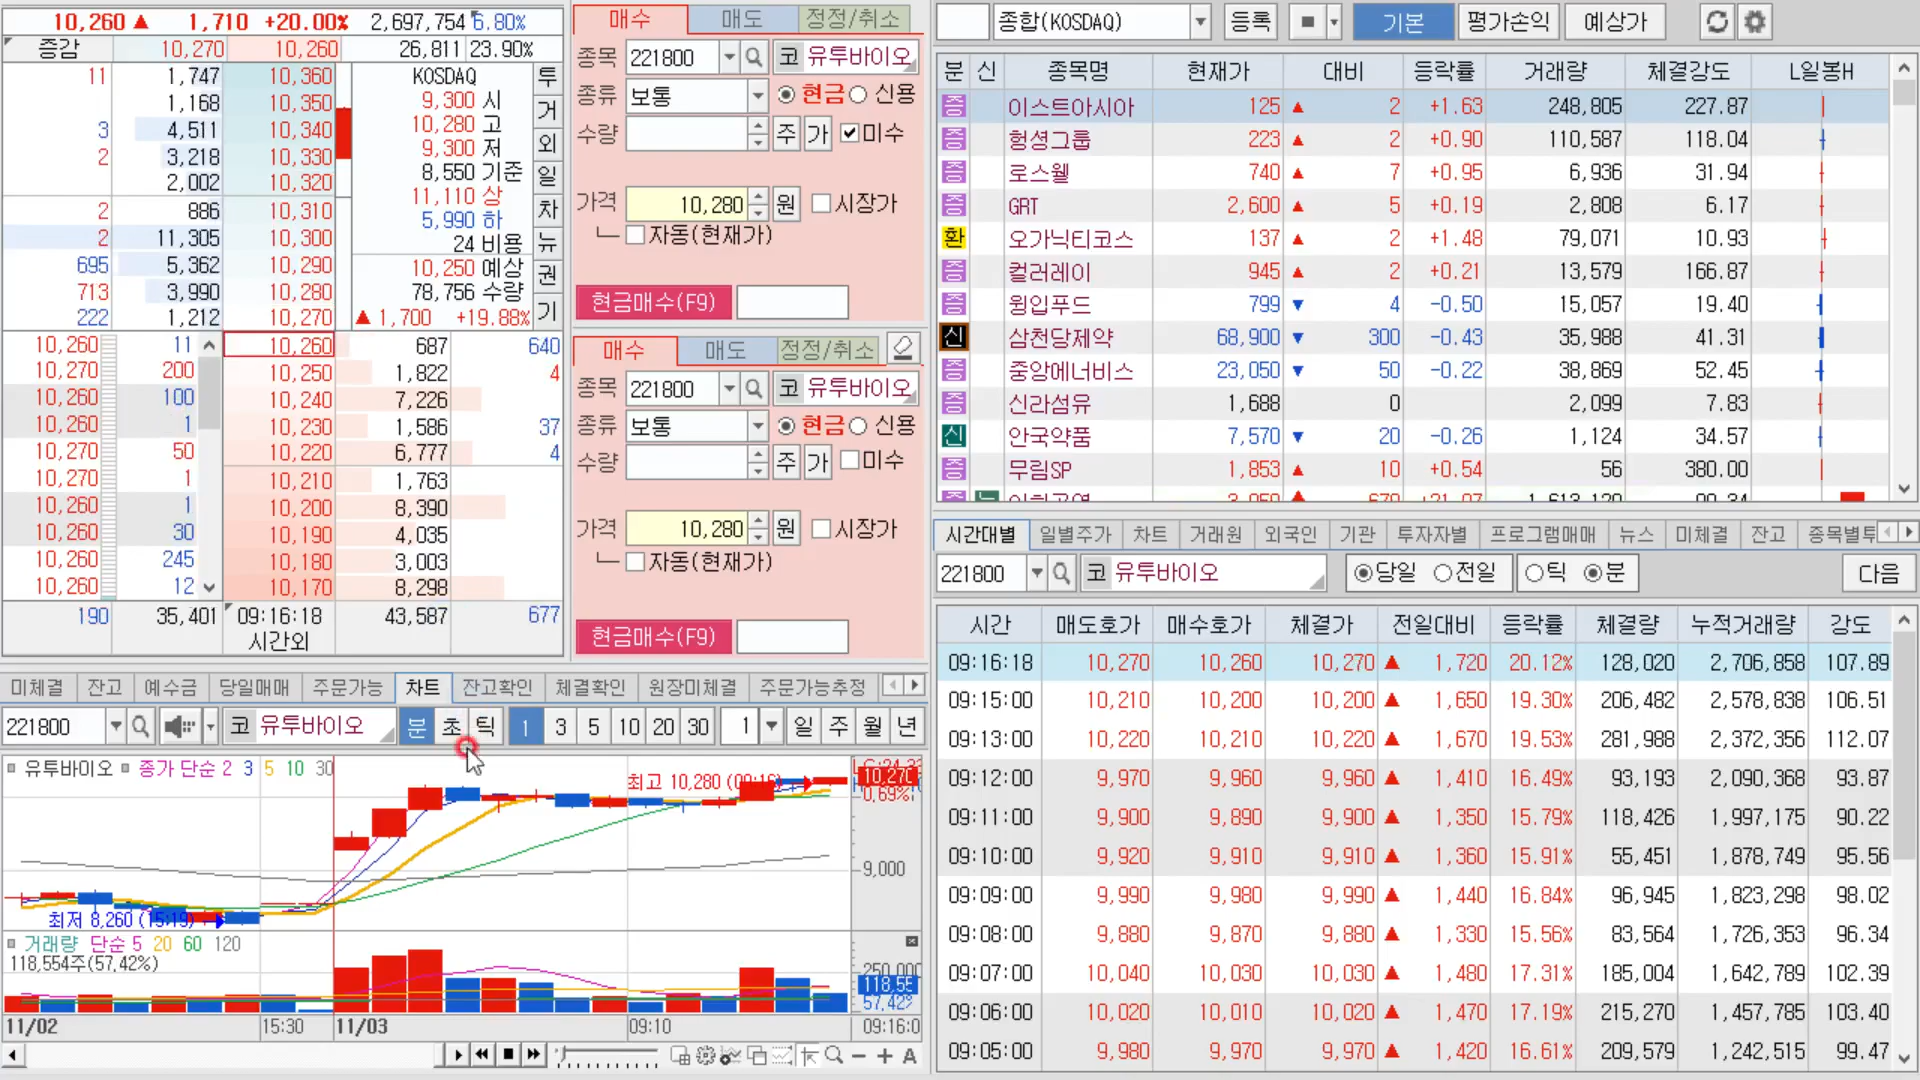 10,260 ▲ 1,710 +20.00% 2,697,754 6.80%
증감 10,270 10,260 26,811 23.90%
11 1,747 10,360 KOSDAQ 투
1,168 10,350 9,300 시 거
3 4,511 10,340 10,280 고 외
2 3,218 10,330 9,300 저
2,002 10,320 8,550 기준 일
2 886 10,310 11,110 상 차
5,990 하
2 11,305 10,300 24 비용 뉴
695 5,362 10,290 10,250 예상 권
713 3,990 10,280 78,756 수량
222 1,212 10,270 ▲ 1,700 +19.88% 기
10,260 11 10,260 687 640
10,270 200 10,250 1,822 4
10,260 100 10,240 7,226
10,260 1 10,230 1,586 37
10,270 50 10,220 6,777 4
10,270 1 10,210 1,763
10,260 1 10,200 8,390
10,260 30 10,190 4,035
10,260 245 10,180 3,003
10,260 12 10,170 8,298
190 35,401 09:16:18 43,587 677
시간외
매수 매도 정정/취소
종목 221800 코 유투바이오
종류 보통 현금 신용
수량 주 가 미수
가격 10,280 원 시장가
자동(현재가)
현금매수(F9)
매수 매도 정정/취소
종목 221800 코 유투바이오
종류 보통 현금 신용
수량 주 가 미수
가격 10,280 원 시장가
자동(현재가)
현금매수(F9)
종합(KOSDAQ) 등록 기본 평가손익 예상가
분 신 종목명 현재가 대비 등락률 거래량 체결강도 L일봉H
증 이스트아시아 125 ▲ 2 +1.63 248,805 227.87
증 헝셩그룹 223 ▲ 2 +0.90 110,587 118.04
증 로스웰 740 ▲ 7 +0.95 6,936 31.94
증 GRT 2,600 ▲ 5 +0.19 2,808 6.17
환 오가닉티코스 137 ▲ 2 +1.48 79,071 10.93
증 컬러레이 945 ▲ 2 +0.21 13,579 166.87
증 윙입푸드 799 ▼ 4 -0.50 15,057 19.40
신 삼천당제약 68,900 ▼ 300 -0.43 35,988 41.31
증 중앙에너비스 23,050 ▼ 50 -0.22 38,869 52.45
증 신라섬유 1,688 0 2,099 7.83
신 안국약품 7,570 ▼ 20 -0.26 1,124 34.57
증 무림SP 1,853 ▲ 10 +0.54 56 380.00
시간대별 일별주가 차트 거래원 외국인 기관 투자자별 프로그램매매 뉴스 미체결 잔고 종목별투
221800 코 유투바이오 당일 전일 틱 분 다음
시간 매도호가 매수호가 체결가 전일대비 등락률 체결량 누적거래량 강도
09:16:18 10,270 10,260 10,270 ▲ 1,720 20.12% 128,020 2,706,858 107.89
09:15:00 10,210 10,200 10,200 ▲ 1,650 19.30% 206,482 2,578,838 106.51
09:13:00 10,220 10,210 10,220 ▲ 1,670 19.53% 281,988 2,372,356 112.07
09:12:00 9,970 9,960 9,960 ▲ 1,410 16.49% 93,193 2,090,368 93.87
09:11:00 9,900 9,890 9,900 ▲ 1,350 15.79% 118,426 1,997,175 90.22
09:10:00 9,920 9,910 9,910 ▲ 1,360 15.91% 55,451 1,878,749 95.56
09:09:00 9,990 9,980 9,990 ▲ 1,440 16.84% 96,945 1,823,298 98.02
09:08:00 9,880 9,870 9,880 ▲ 1,330 15.56% 83,564 1,726,353 96.34
09:07:00 10,040 10,030 10,030 ▲ 1,480 17.31% 185,004 1,642,789 102.39
09:06:00 10,020 10,010 10,020 ▲ 1,470 17.19% 215,270 1,457,785 103.40
09:05:00 9,980 9,970 9,970 ▲ 1,420 16.61% 209,579 1,242,515 99.47
미체결 잔고 예수금 당일매매 주문가능 차트 잔고확인 체결확인 원장미체결 주문가능추정
221800 코 유투바이오 분 초 틱 1 3 5 10 20 30 1 일 주 월 년
유투바이오 종가 단순 2 3 5 10 30
최고 10,280 (09:16)
10,270
0.69%
9,000
최저 8,260 (15:19)
거래량 단순 5 20 60 120
118,554주(57,42%)
250,000
118,55
57,42%
11/02 15:30 11/03 09:10 09:16:0
A